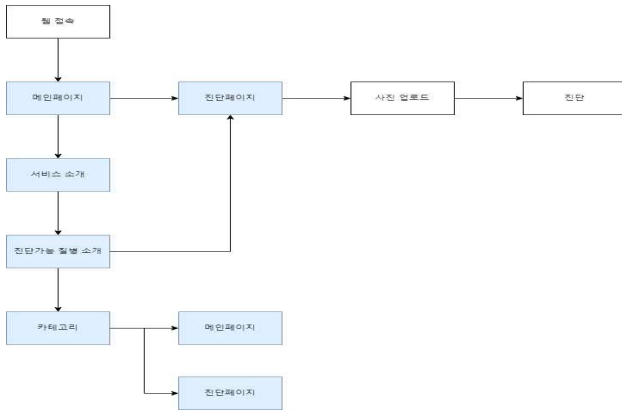 웹 접속
메인페이지
진단페이지
사진 업로드
진단
서비스 소개
진단가능 질병 소개
카테고리
메인페이지
진단페이지